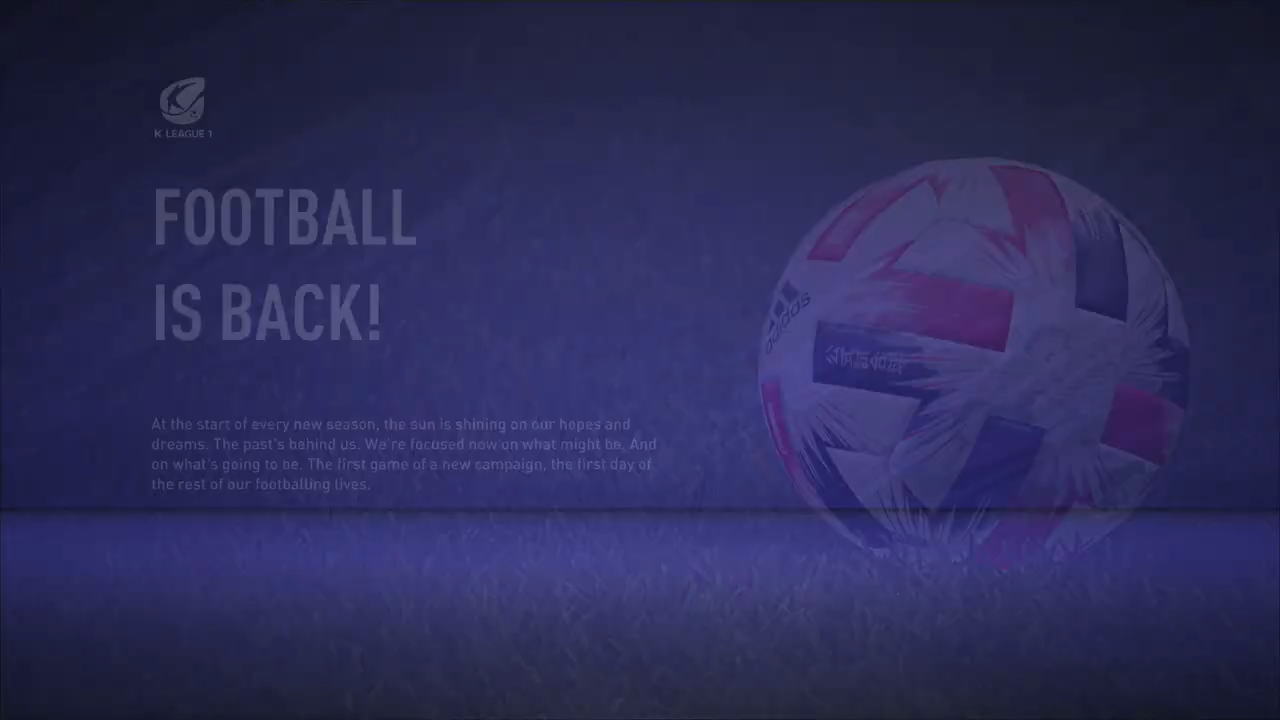 K LEAGUE 1
FOOTBALL
IS BACK!
At the start of every new season, the sun is shining on our hopes and
dreams. The past's behind us. We're focused now on what might be. And
on what's going to be. The first game of a new campaign, the first day of
the rest of our footballing lives.
adidas